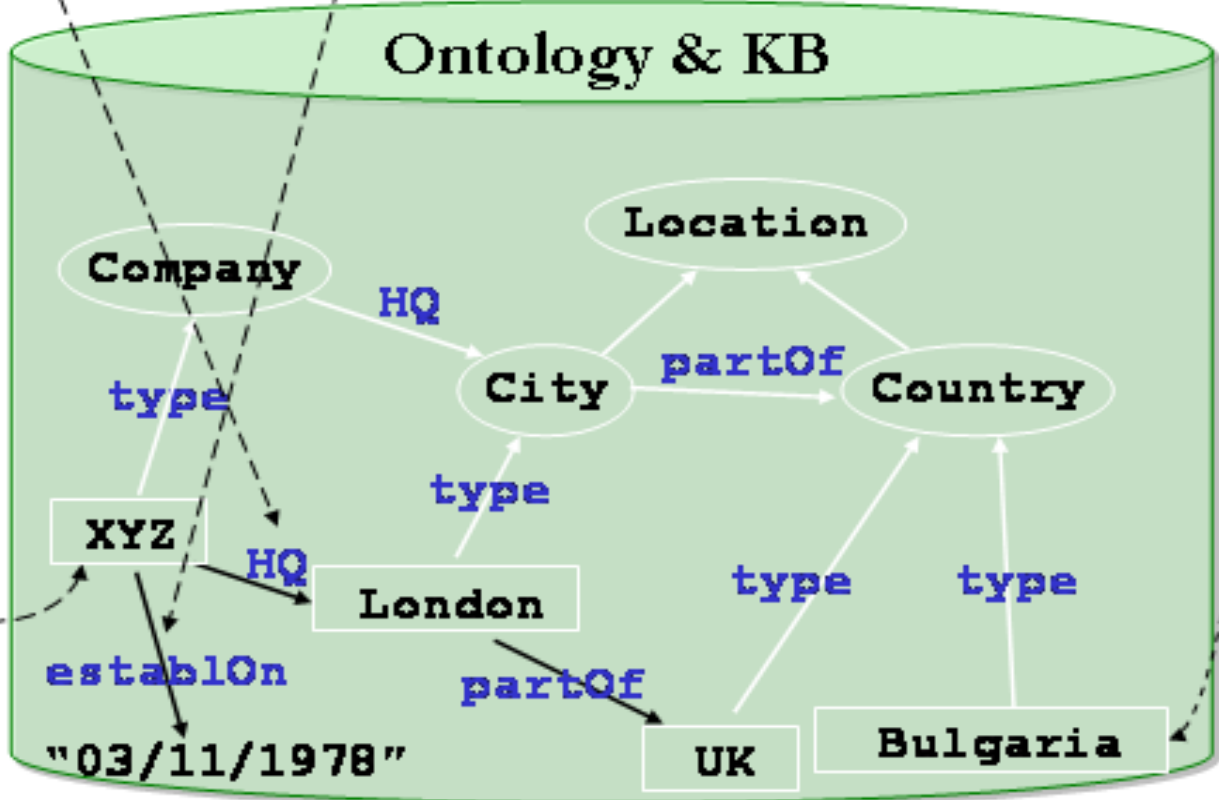 Ontology & KB
Location
Company
HQ
partOf
City
Country
type
type
XYZ
HQ
type
type
London
establOn
partOf
"03/11/1978"
UK
Bulgaria